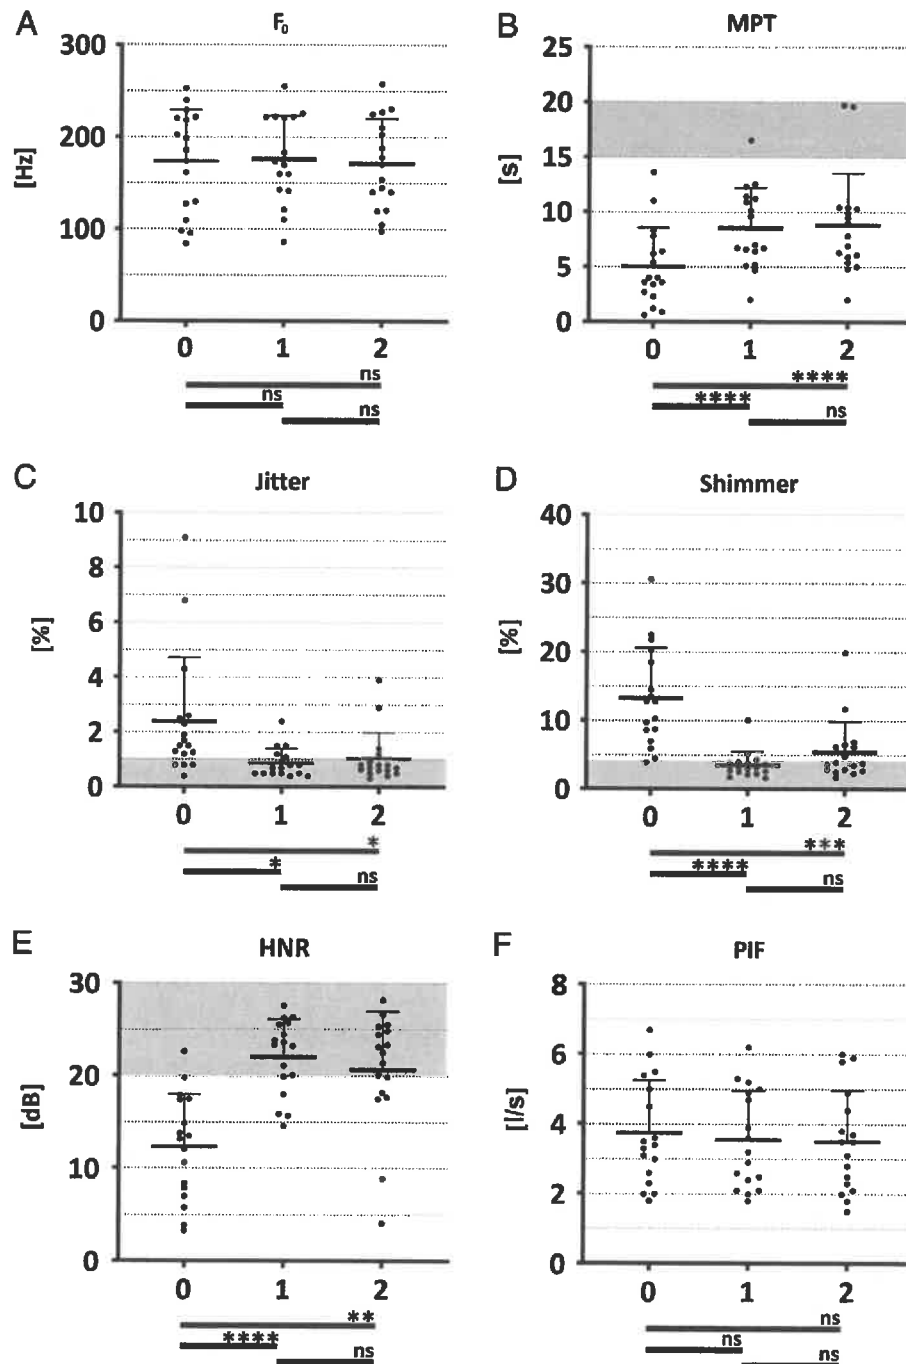 A
F0
[Hz]
300
200
100
0
0 1 2
ns
ns
ns
B
MPT
[s]
25
20
15
10
5
0
0 1 2
****
****
ns
C
Jitter
[%]
10
8
6
4
2
0
0 1 2
*
*
ns
D
Shimmer
[%]
40
30
20
10
0
0 1 2
***
****
ns
E
HNR
[dB]
30
20
10
0
0 1 2
**
****
ns
F
PIF
[l/s]
8
6
4
2
0
0 1 2
ns
ns
ns